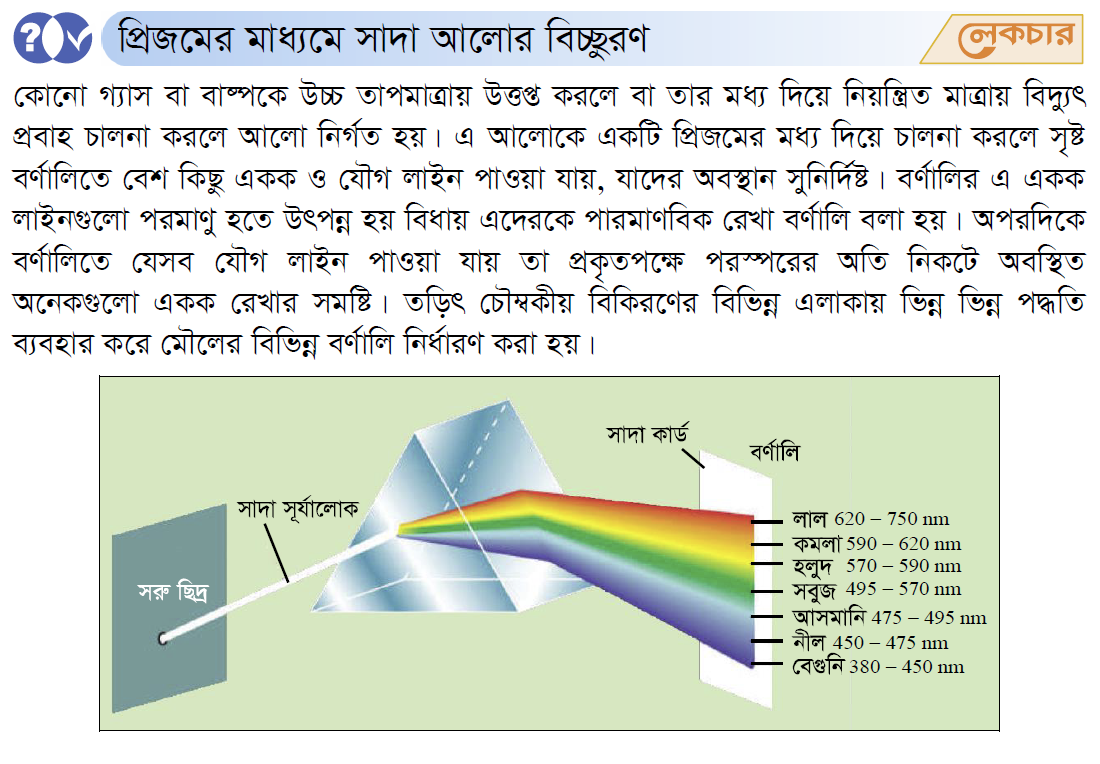 প্রিজমের মাধ্যমে সাদা আলোর বিচ্ছুরণ
লেকচার
কোনো গ্যাস বা বাষ্পকে উচ্চ তাপমাত্রায় উত্তপ্ত করলে বা তার মধ্য দিয়ে নিয়ন্ত্রিত মাত্রায় বিদ্যুৎ
প্রবাহ চালনা করলে আলো নির্গত হয়। এ আলোকে একটি প্রিজমের মধ্য দিয়ে চালনা করলে সৃষ্ট
বর্ণালিতে বেশ কিছু একক ও যৌগ লাইন পাওয়া যায়, যাদের অবস্থান সুনির্দিষ্ট। বর্ণালির এ একক
লাইনগুলো পরমাণু হতে উৎপন্ন হয় বিধায় এদেরকে পারমাণবিক রেখা বর্ণালি বলা হয়। অপরদিকে
বর্ণালিতে যেসব যৌগ লাইন পাওয়া যায় তা প্রকৃতপক্ষে পরস্পরের অতি নিকটে অবস্থিত
অনেকগুলো একক রেখার সমষ্টি। তড়িৎ চৌম্বকীয় বিকিরণের বিভিন্ন এলাকায় ভিন্ন ভিন্ন পদ্ধতি
ব্যবহার করে মৌলের বিভিন্ন বর্ণালি নির্ধারণ করা হয়।
সাদা কার্ড
বর্ণালি
সাদা সূর্যালোক
সরু ছিদ্র
লাল 620 – 750 nm
কমলা 590 – 620 nm
হলুদ 570 – 590 nm
সবুজ 495 – 570 nm
আসমানি 475 – 495 nm
নীল 450 – 475 nm
বেগুনি 380 – 450 nm